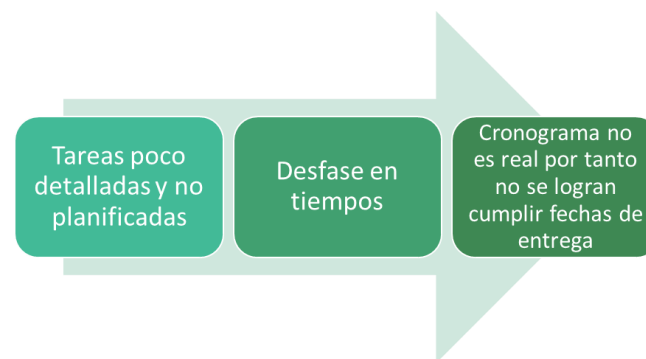 Tareas poco
detalladas y no
planificadas
Desfase en
tiempos
Cronograma no
es real por tanto
no se logran
cumplir fechas de
entrega